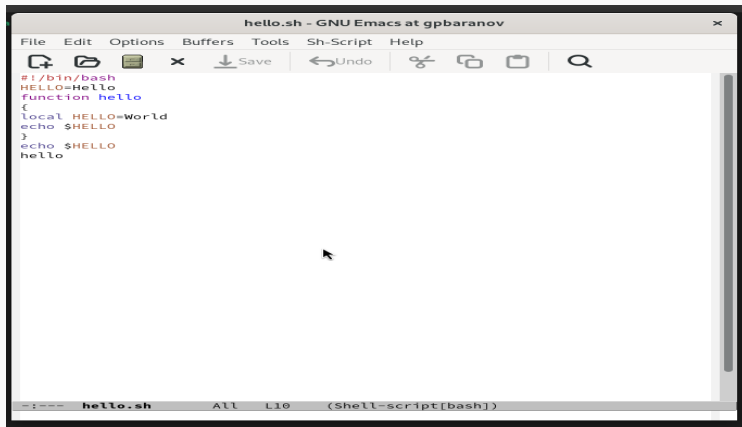 hello.sh - GNU Emacs at gpbaranov
File Edit Options Buffers Tools Sh-Script Help
Save Undo
#!/bin/bash
HELLO=Hello
function hello
{
local HELLO=World
echo $HELLO
}
echo $HELLO
hello
-:--- hello.sh All L10 (Shell-script[bash])